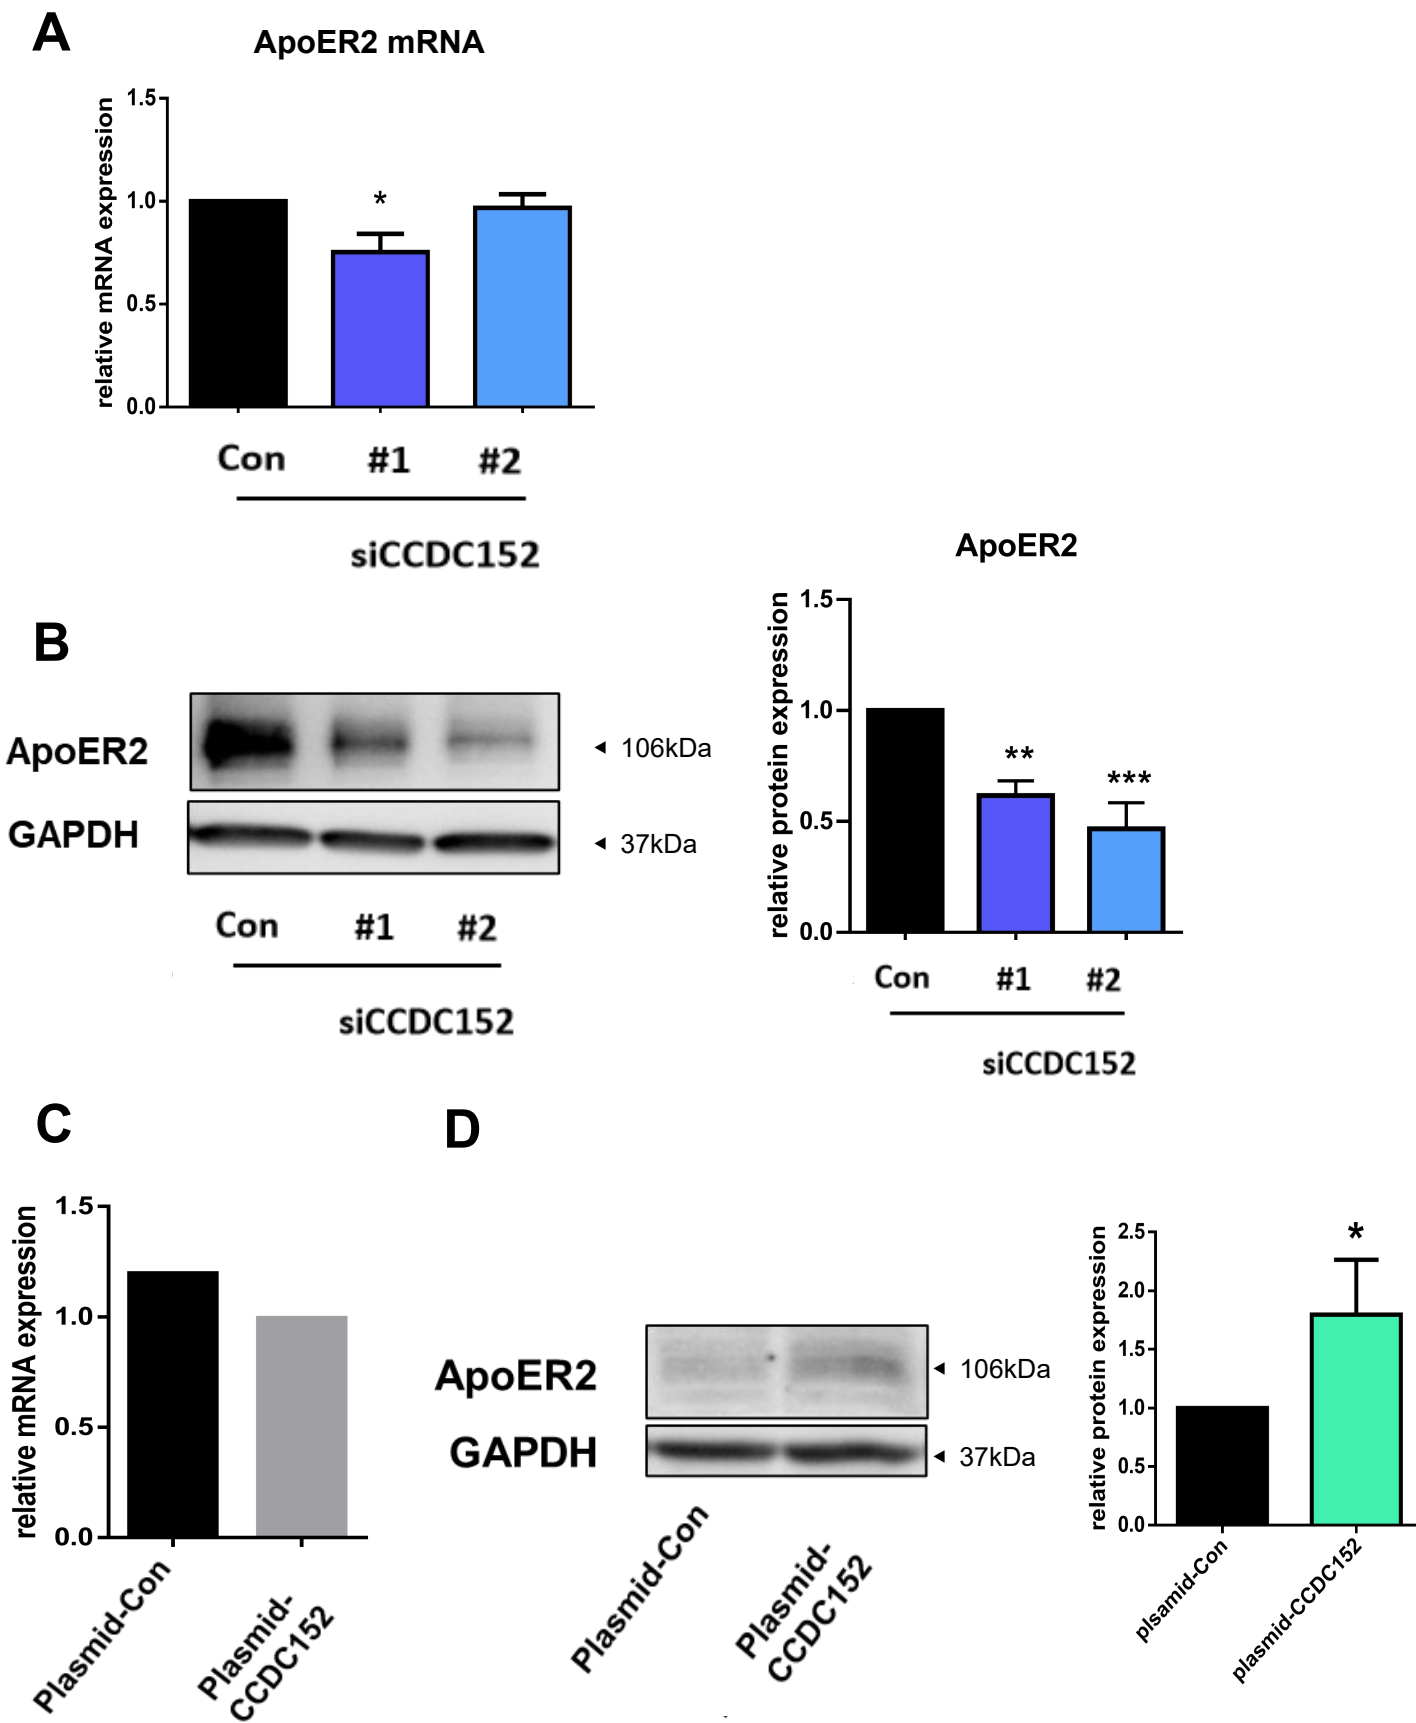 A
ApoER2 mRNA
relative mRNA expression
1.5
1.0
0.5
0.0
*
Con #1 #2
siCCDC152
B
ApoER2
GAPDH
106kDa
37kDa
Con #1 #2
siCCDC152
ApoER2
relative protein expression
1.5
1.0
0.5
0.0
**
***
Con #1 #2
siCCDC152
C
relative mRNA expression
1.5
1.0
0.5
0.0
Plasmid-Con
Plasmid-
CCDC152
D
ApoER2
GAPDH
106kDa
37kDa
Plasmid-Con
Plasmid-
CCDC152
relative protein expression
2.5
2.0
1.5
1.0
0.5
0.0
*
plsamid-Con
plasmid-CCDC152